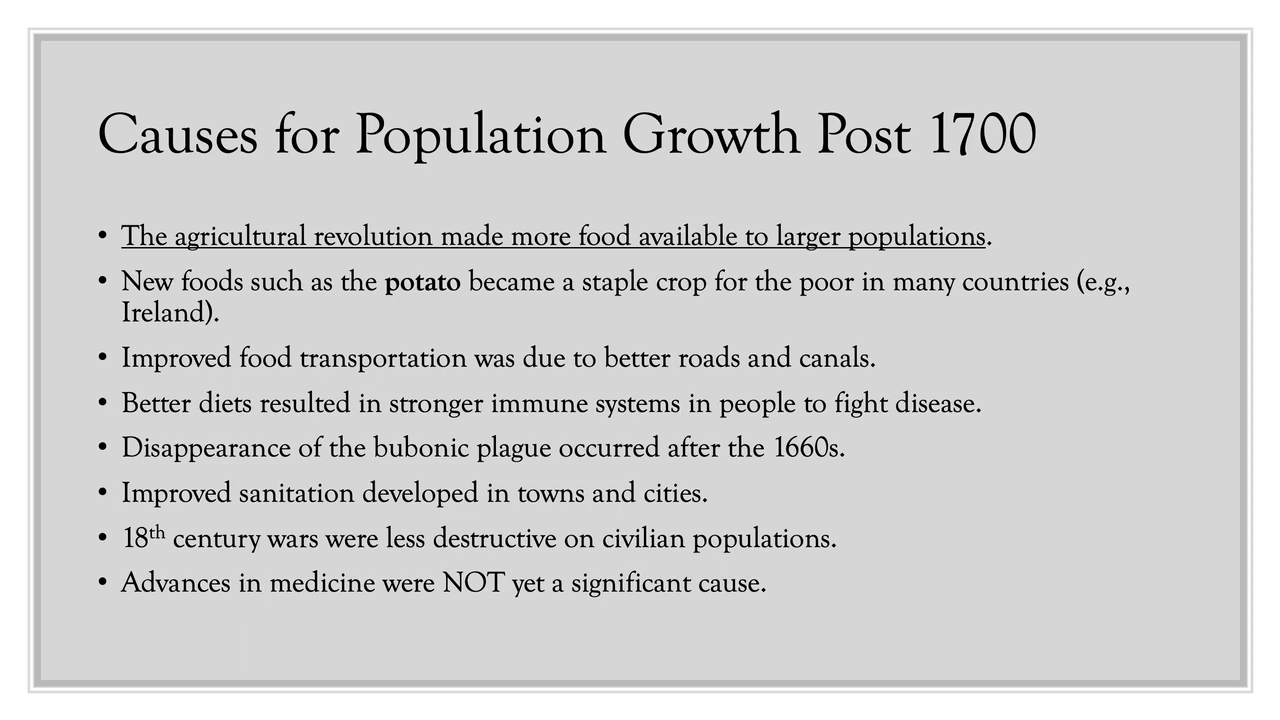 Causes for Population Growth Post 1700
• The agricultural revolution made more food available to larger populations.
• New foods such as the potato became a staple crop for the poor in many countries (e.g.,
Ireland).
• Improved food transportation was due to better roads and canals.
• Better diets resulted in stronger immune systems in people to fight disease.
• Disappearance of the bubonic plague occurred after the 1660s.
• Improved sanitation developed in towns and cities.
• 18th century wars were less destructive on civilian populations.
• Advances in medicine were NOT yet a significant cause.